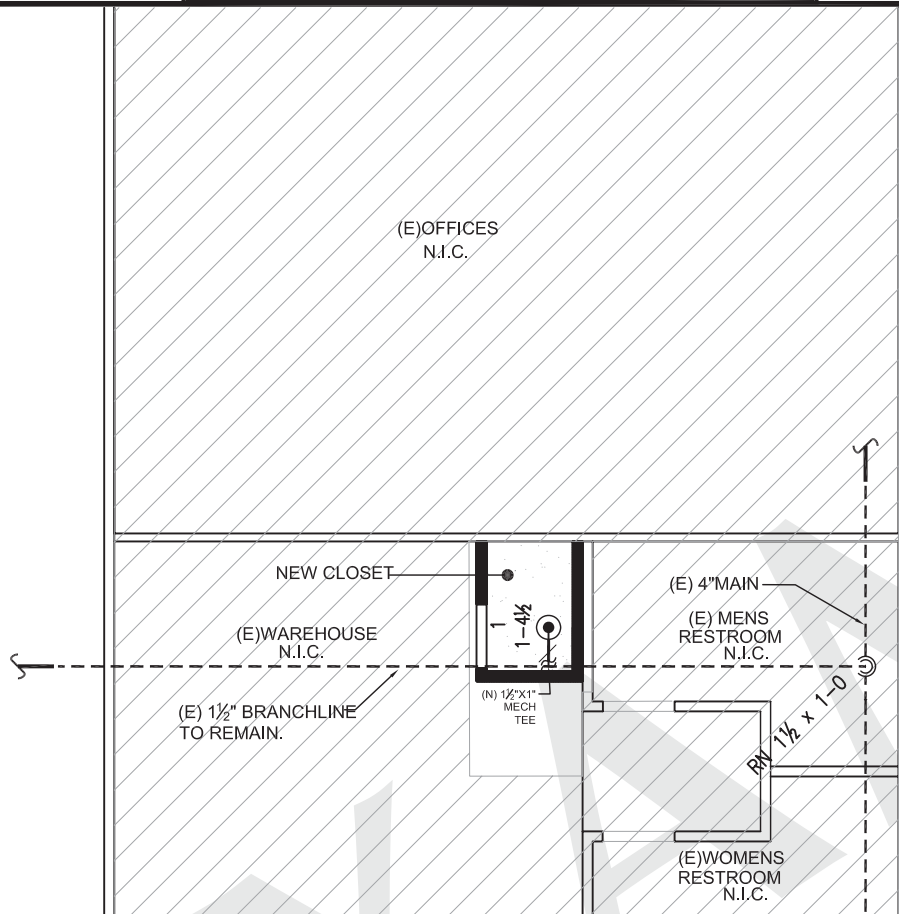 (E)OFFICES
N.I.C.
NEW CLOSET
(E) 4"MAIN
(E)WAREHOUSE
N.I.C.
1
1-4½
(E) MENS
RESTROOM
N.I.C.
(N) 1½"X1"
MECH
TEE
(E) 1½" BRANCHLINE
TO REMAIN.
RN 1½ x 1-0
(E)WOMENS
RESTROOM
N.I.C.